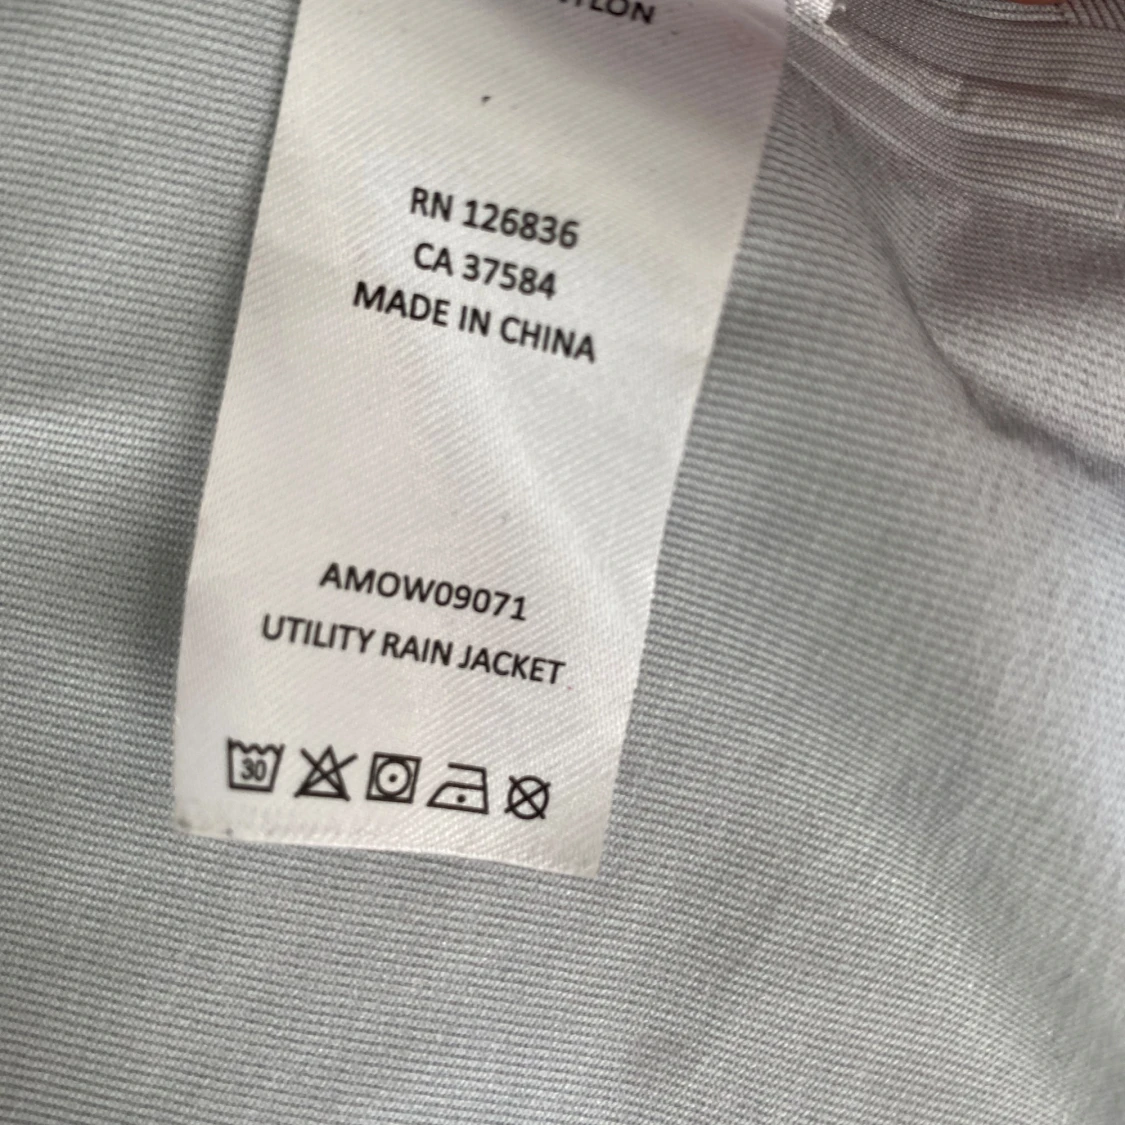 RN 126836
CA 37584
MADE IN CHINA
AMOW09071
UTILITY RAIN JACKET
30